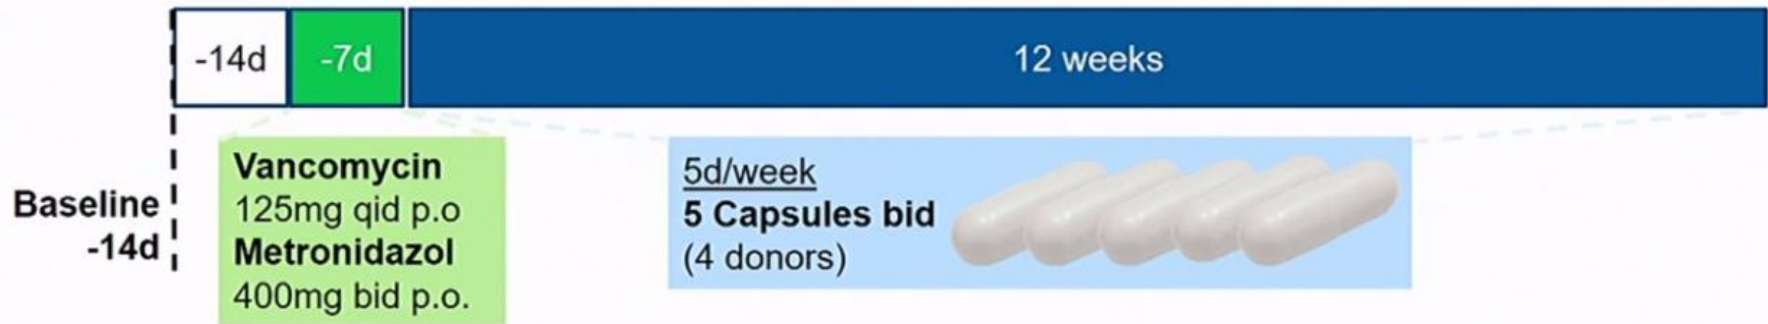 -14d
-7d
12 weeks
Baseline
-14d
Vancomycin
125mg qid p.o
Metronidazol
400mg bid p.o.
5d/week
5 Capsules bid
(4 donors)